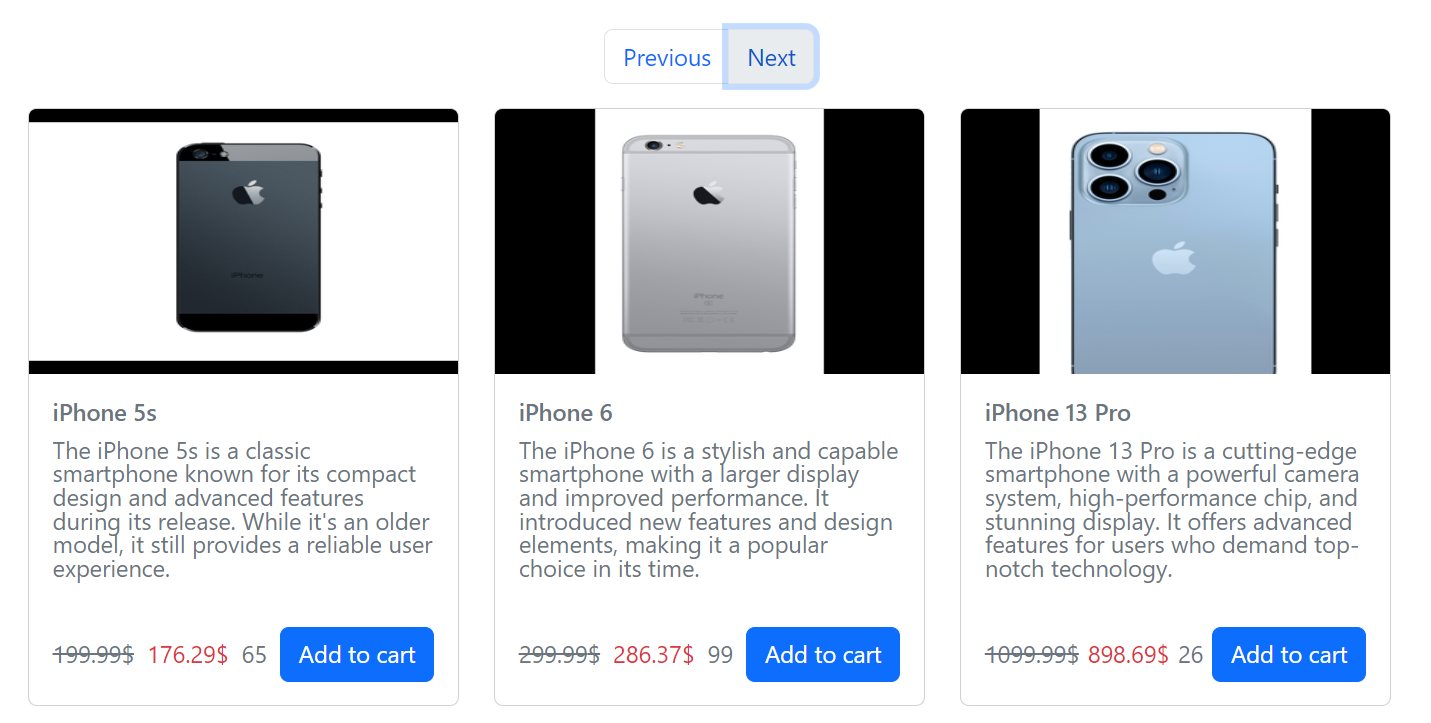 Previous Next
iPhone
iPhone
iPhone 5s
The iPhone 5s is a classic
smartphone known for its compact
design and advanced features
during its release. While it's an older
model, it still provides a reliable user
experience.
199.99$ 176.29$ 65 Add to cart
iPhone 6
The iPhone 6 is a stylish and capable
smartphone with a larger display
and improved performance. It
introduced new features and design
elements, making it a popular
choice in its time.
299.99$ 286.37$ 99 Add to cart
iPhone 13 Pro
The iPhone 13 Pro is a cutting-edge
smartphone with a powerful camera
system, high-performance chip, and
stunning display. It offers advanced
features for users who demand top-
notch technology.
1099.99$ 898.69$ 26 Add to cart